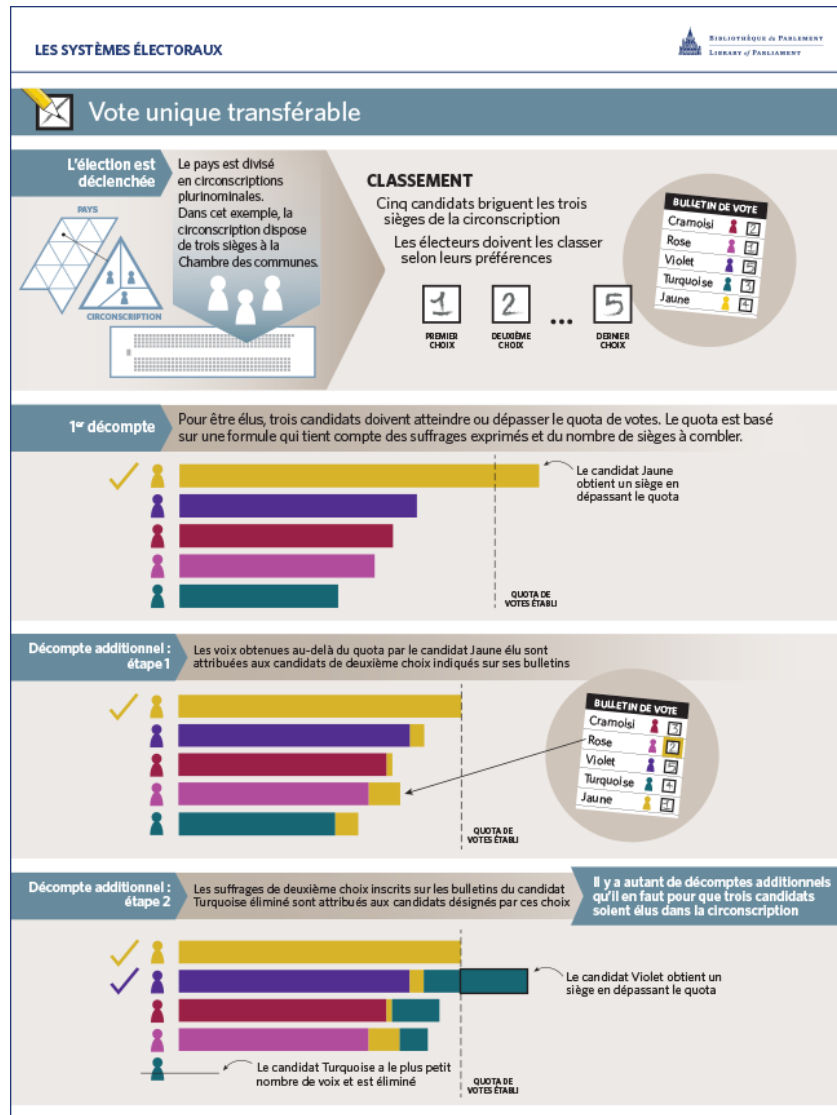 LES SYSTÈMES ÉLECTORAUX
BIBLIOTHÈQUE du PARLEMENT
LIBRARY of PARLIAMENT
Vote unique transférable
L'élection est
déclenchée
PAYS
CIRCONSCRIPTION
Le pays est divisé
en circonscriptions
plurinominales.
Dans cet exemple, la
circonscription dispose
de trois sièges à la
Chambre des communes.
CLASSEMENT
Cinq candidats briguent les trois
sièges de la circonscription
Les électeurs doivent les classer
selon leurs préférences
1 2 ... 5
PREMIER CHOIX
DEUXIÈME CHOIX
DERNIER CHOIX
BULLETIN DE VOTE
Cramoisi 2
Rose 1
Violet 5
Turquoise 3
Jaune 4
1er décompte
Pour être élus, trois candidats doivent atteindre ou dépasser le quota de votes. Le quota est basé
sur une formule qui tient compte des suffrages exprimés et du nombre de sièges à combler.
Le candidat Jaune
obtient un siège en
dépassant le quota
QUOTA DE
VOTES ÉTABLI
Décompte additionnel :
étape 1
Les voix obtenues au-delà du quota par le candidat Jaune élu sont
attribuées aux candidats de deuxième choix indiqués sur ses bulletins
BULLETIN DE VOTE
Cramoisi 3
Rose 2
Violet 5
Turquoise 4
Jaune 1
QUOTA DE
VOTES ÉTABLI
Décompte additionnel :
étape 2
Les suffrages de deuxième choix inscrits sur les bulletins du candidat
Turquoise éliminé sont attribués aux candidats désignés par ces choix
Il y a autant de décomptes additionnels
qu'il en faut pour que trois candidats
soient élus dans la circonscription
Le candidat Violet obtient un
siège en dépassant le quota
Le candidat Turquoise a le plus petit
nombre de voix et est éliminé
QUOTA DE
VOTES ÉTABLI